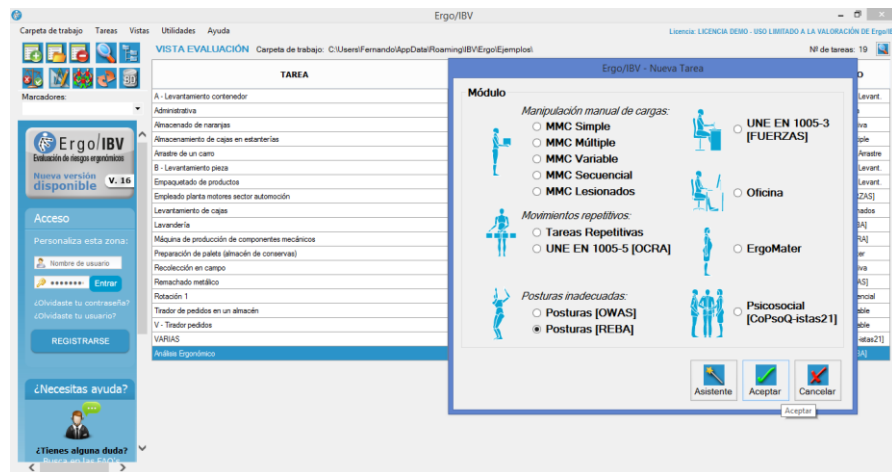 Ergo/IBV
Carpeta de trabajo Tareas Vistas Utilidades Ayuda
Licencia: LICENCIA DEMO - USO LIMITADO A LA VALORACIÓN DE Ergo/IB
VISTA EVALUACIÓN Carpeta de trabajo: C:\Users\Fernando\AppData\Roaming\IBV\Ergo\Ejemplos\
Nº de tareas: 19
Marcadores:
Ergo/IBV
Evaluación de riesgos ergonómicos
Nueva versión
disponible V. 16
Acceso
Personaliza esta zona:
Nombre de usuario
Entrar
¿Olvidaste tu contraseña?
¿Olvidaste tu usuario?
REGISTRARSE
¿Necesitas ayuda?
¿Tienes alguna duda?
Busca en las FAQ's
TAREA
A - Levantamiento contenedor
Administrativa
Almacenado de naranjas
Almacenamiento de cajas en estanterías
Arrastre de un carro
B - Levantamiento pieza
Empaquetado de productos
Empleado planta motores sector automoción
Levantamiento de cajas
Lavandería
Máquina de producción de componentes mecánicos
Preparación de palets (almacén de conservas)
Recolección en campo
Remachado metálico
Rotación 1
Tirador de pedidos en un almacén
V - Tirador pedidos
VARIAS
Análisis Ergonómico
Ergo/IBV - Nueva Tarea
Módulo
Manipulación manual de cargas:
MMC Simple
MMC Múltiple
MMC Variable
MMC Secuencial
MMC Lesionados
Movimientos repetitivos:
Tareas Repetitivas
UNE EN 1005-5 [OCRA]
Posturas inadecuadas:
Posturas [OWAS]
Posturas [REBA]
UNE EN 1005-3
[FUERZAS]
Oficina
ErgoMater
Psicosocial
[CoPsoQ-istas21]
Asistente Aceptar Cancelar
Aceptar